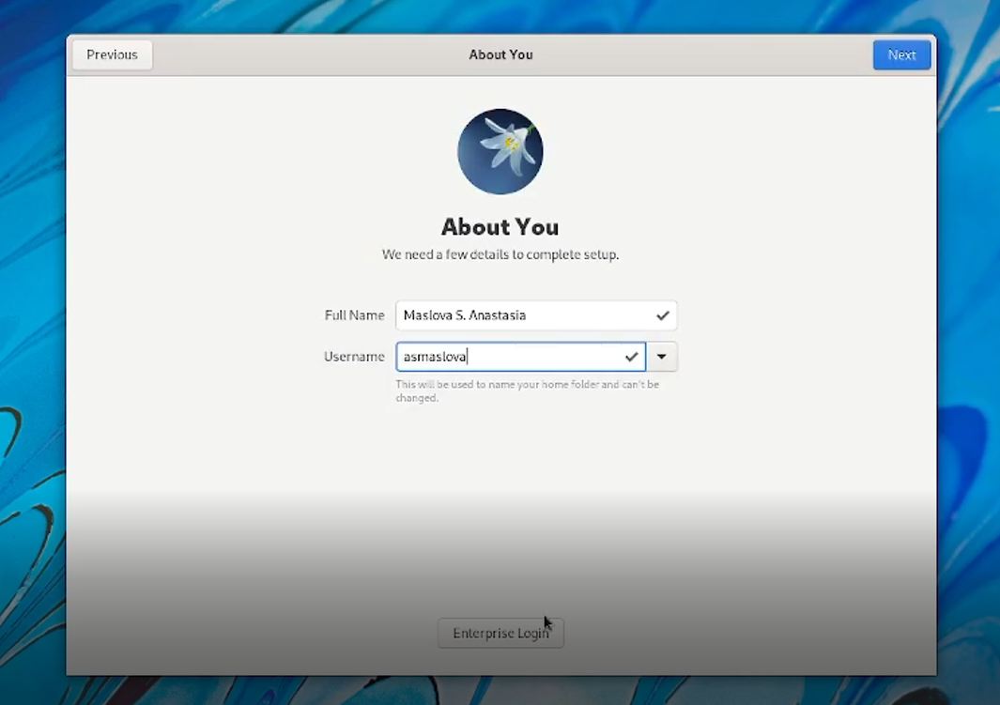 Previous
About You
Next
About You
We need a few details to complete setup.
Full Name Maslova S. Anastasia
Username asmaslova
This will be used to name your home folder and can't be
changed.
Enterprise Login